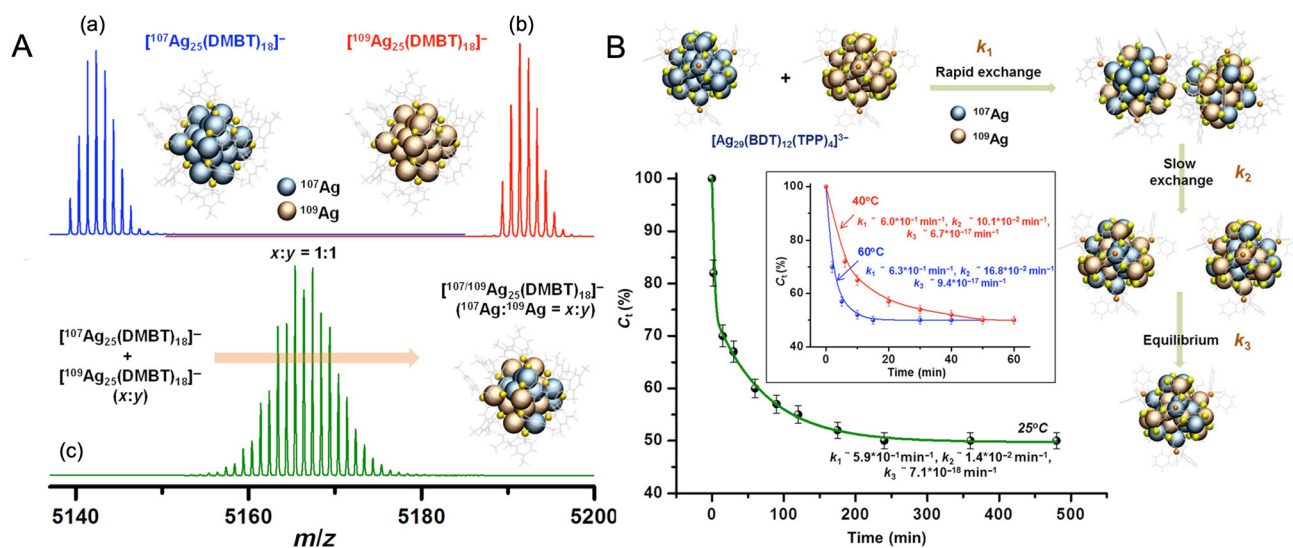 A
(a)
[¹⁰⁷Ag₂₅(DMBT)₁₈]⁻
[¹⁰⁹Ag₂₅(DMBT)₁₈]⁻
(b)
¹⁰⁷Ag
¹⁰⁹Ag
x:y = 1:1
[¹⁰⁷Ag₂₅(DMBT)₁₈]⁻
+
[¹⁰⁹Ag₂₅(DMBT)₁₈]⁻
(x:y)
[¹⁰⁷/¹⁰⁹Ag₂₅(DMBT)₁₈]⁻
(¹⁰⁷Ag:¹⁰⁹Ag = x:y)
(c)
5140 5160 5180 5200
m/z
B
+
k₁
Rapid exchange
¹⁰⁷Ag
¹⁰⁹Ag
[Ag₂₉(BDT)₁₂(TPP)₄]³⁻
Slow
exchange
k₂
Equilibrium
k₃
100
90
80
70
60
50
40
Cₜ (%)
100
80
60
40
Cₜ (%)
40°C
k₁ ~ 6.0*10⁻¹ min⁻¹, k₂ ~ 10.1*10⁻² min⁻¹,
k₃ ~ 6.7*10⁻¹⁷ min⁻¹
60°C
k₁ ~ 6.3*10⁻¹ min⁻¹, k₂ ~ 16.8*10⁻² min⁻¹
k₃ ~ 9.4*10⁻¹⁷ min⁻¹
0 20 40 60
Time (min)
25°C
k₁ ~ 5.9*10⁻¹ min⁻¹, k₂ ~ 1.4*10⁻² min⁻¹,
k₃ ~ 7.1*10⁻¹⁸ min⁻¹
0 100 200 300 400 500
Time (min)